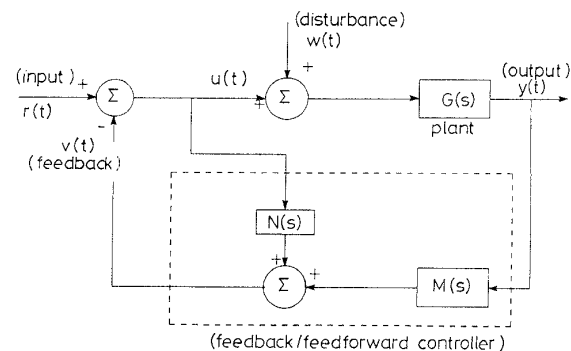 (disturbance)
w(t)
(input) +
r(t)
Σ
-
v(t)
(feedback)
u(t)
+
+
Σ
G(s)
plant
(output)
y(t)
N(s)
+
+
Σ
M(s)
(feedback/feedforward controller)